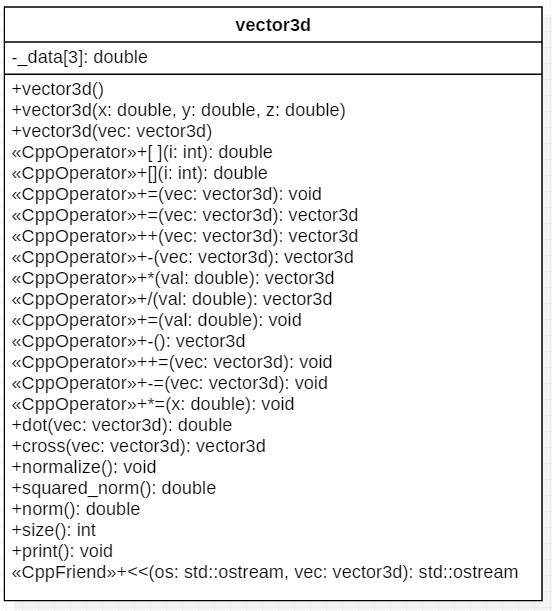 vector3d
-_data[3]: double
+vector3d()
+vector3d(x: double, y: double, z: double)
+vector3d(vec: vector3d)
«CppOperator»+[ ](i: int): double
«CppOperator»+[](i: int): double
«CppOperator»+=(vec: vector3d): void
«CppOperator»+=(vec: vector3d): vector3d
«CppOperator»++(vec: vector3d): vector3d
«CppOperator»+-(vec: vector3d): vector3d
«CppOperator»+*(val: double): vector3d
«CppOperator»+/(val: double): vector3d
«CppOperator»+=(val: double): void
«CppOperator»+-(): vector3d
«CppOperator»++=(vec: vector3d): void
«CppOperator»+-=(vec: vector3d): void
«CppOperator»+*=(x: double): void
+dot(vec: vector3d): double
+cross(vec: vector3d): vector3d
+normalize(): void
+squared_norm(): double
+norm(): double
+size(): int
+print(): void
«CppFriend»+<<(os: std::ostream, vec: vector3d): std::ostream